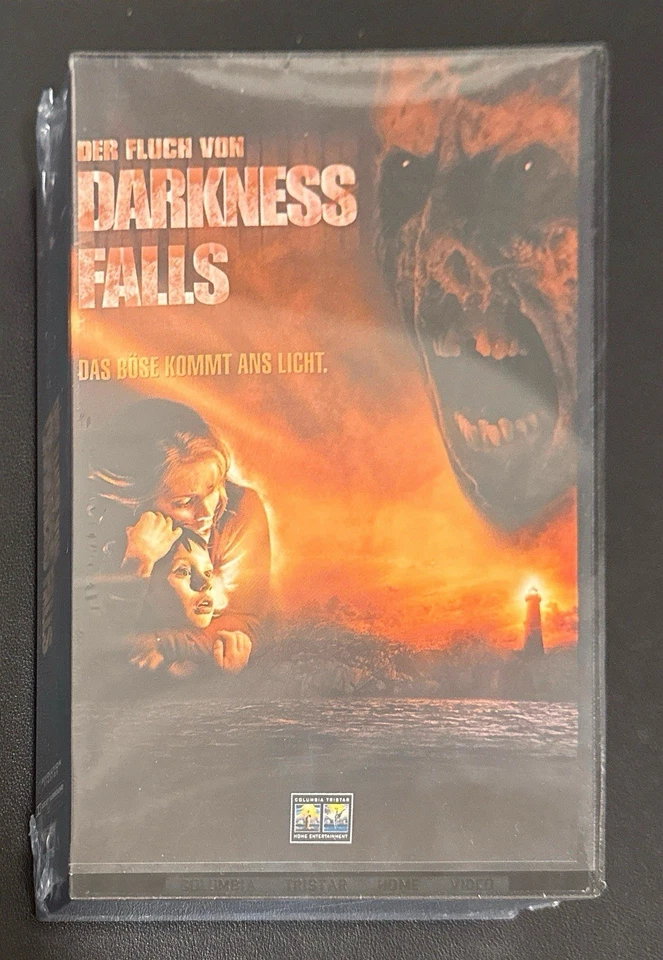 DER FLUCH VON
DARKNESS
FALLS
DAS BÖSE KOMMT ANS LICHT.
COLUMBIA TRISTAR
HOME ENTERTAINMENT
COLUMBIA TRISTAR HOME VIDEO